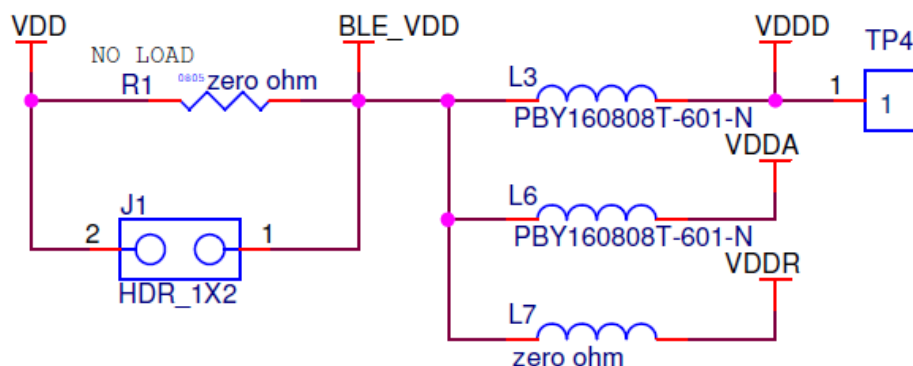 VDD
BLE_VDD
VDDD
TP4
NO LOAD
R1
0805
zero ohm
L3
1
1
PBY160808T-601-N
VDDA
J1
L6
2
1
PBY160808T-601-N
HDR_1X2
VDDR
L7
zero ohm